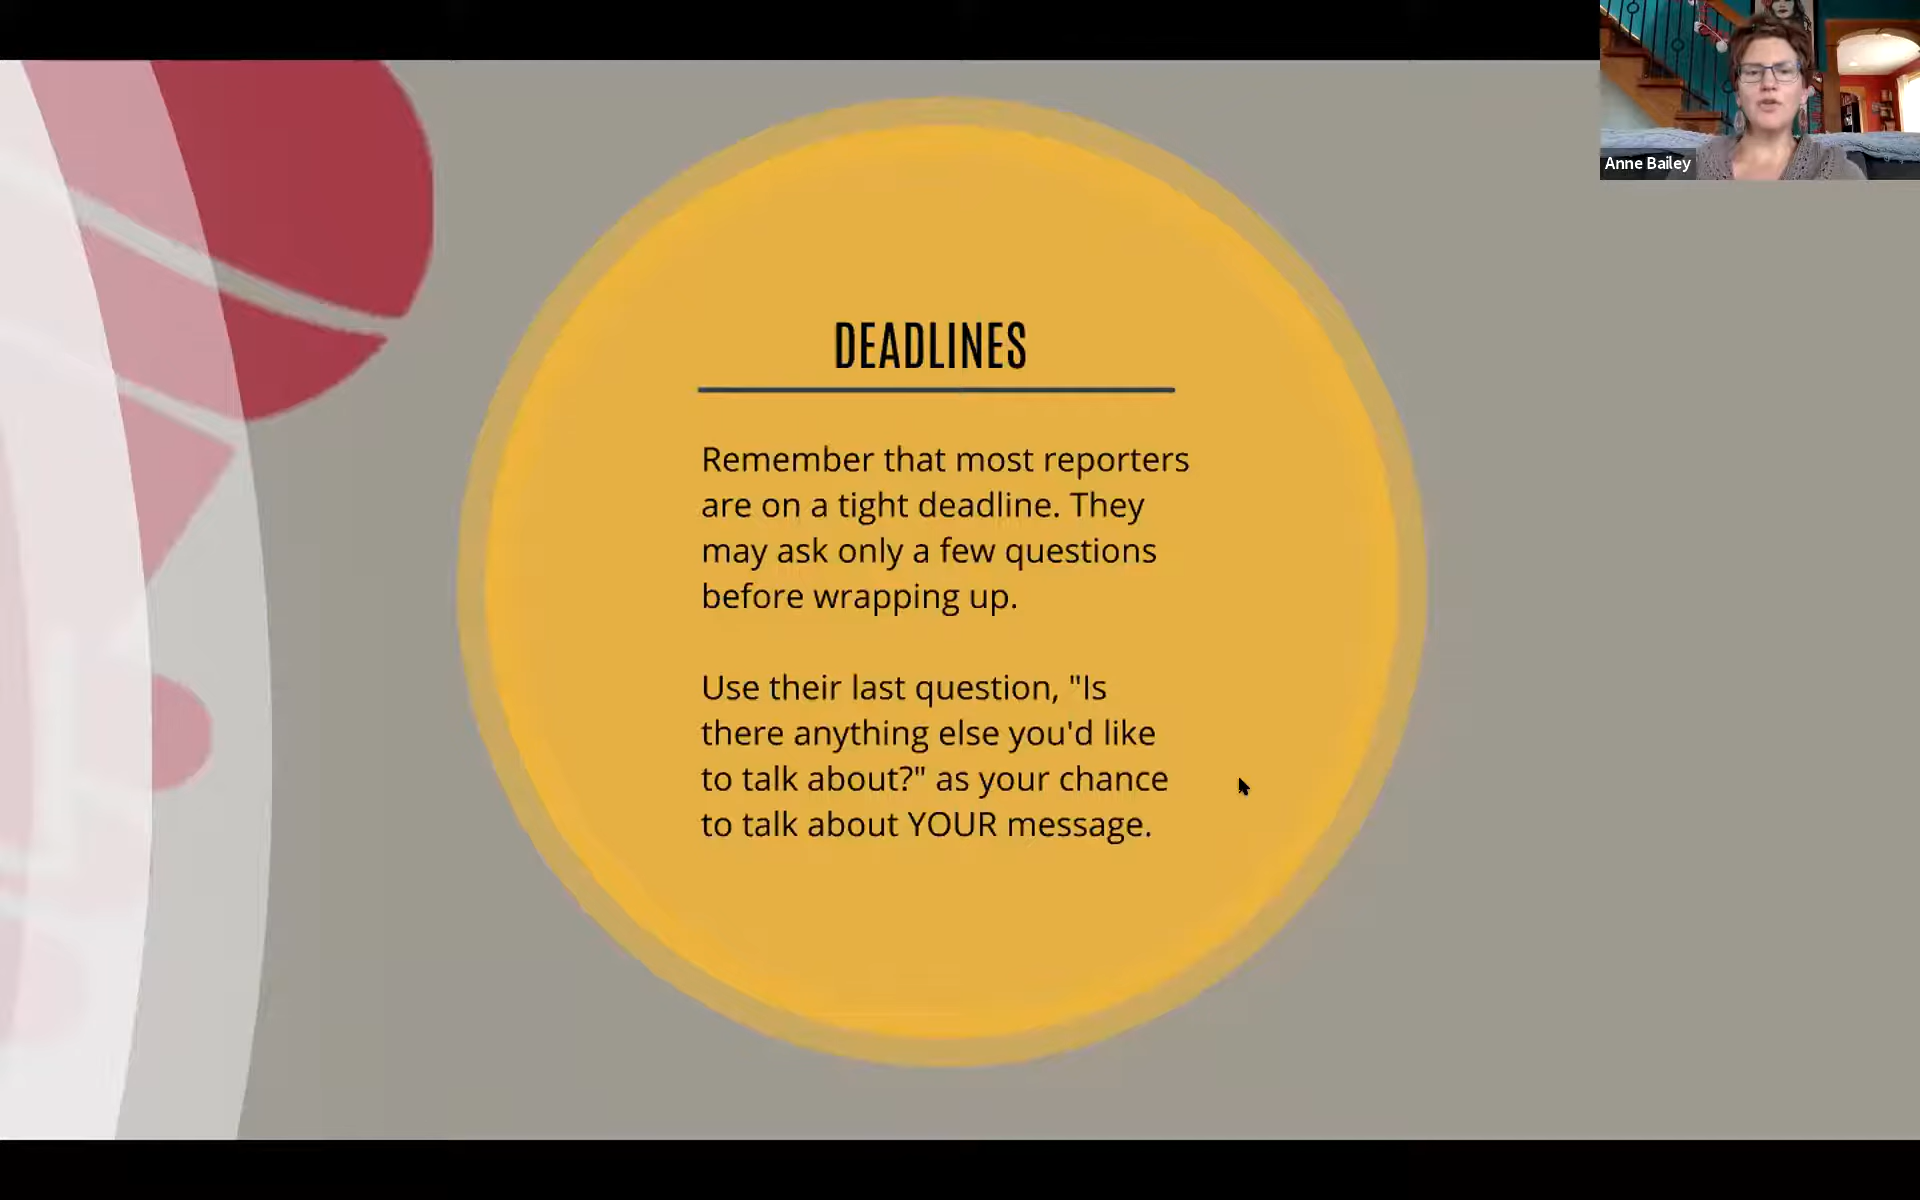 Anne Bailey
DEADLINES
Remember that most reporters
are on a tight deadline. They
may ask only a few questions
before wrapping up.
Use their last question, "Is
there anything else you'd like
to talk about?" as your chance
to talk about YOUR message.